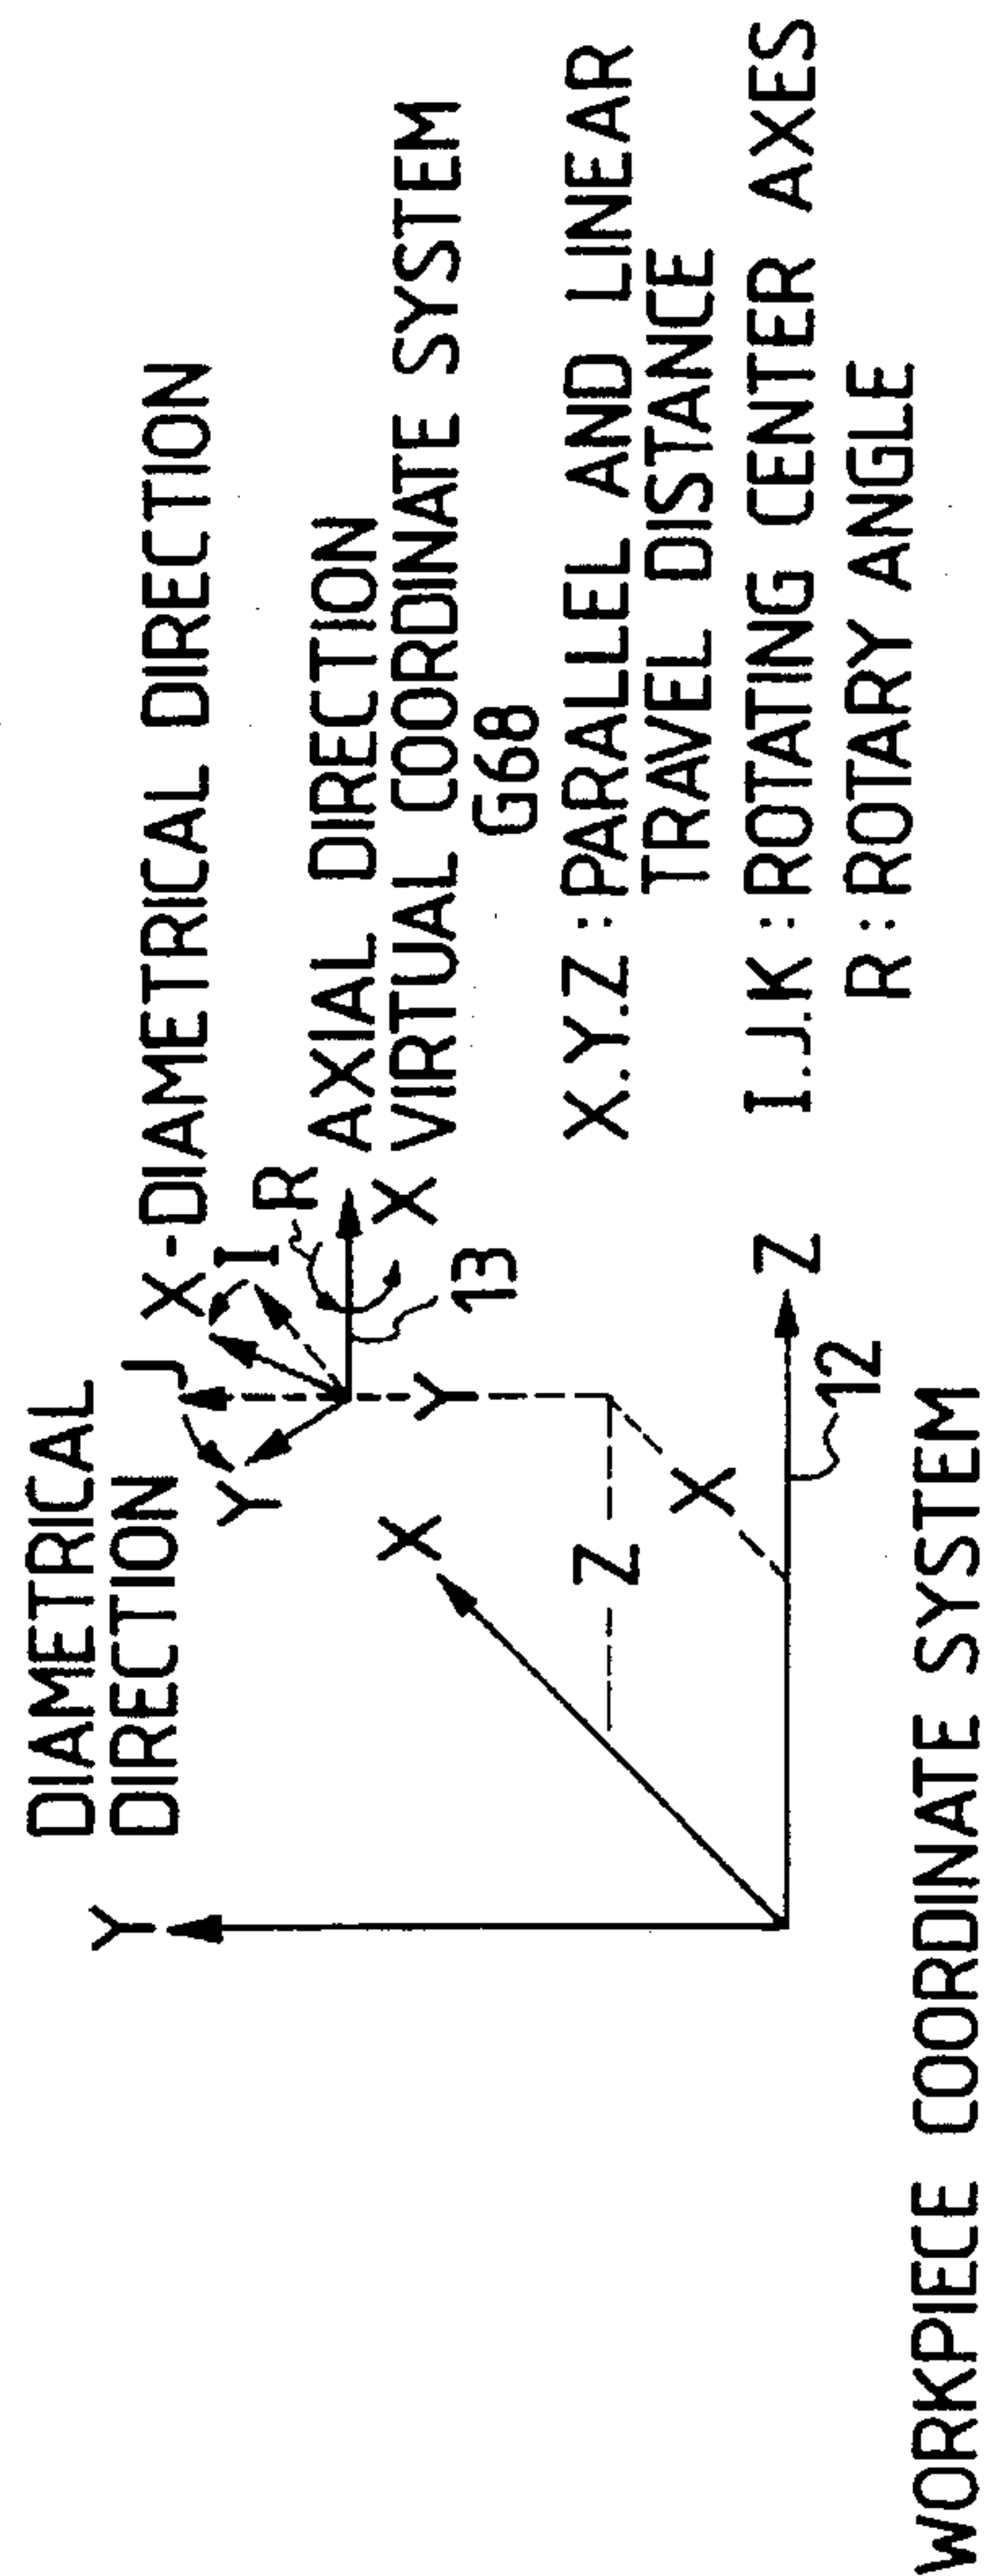 DIAMETRICAL
DIRECTION
X-DIAMETRICAL DIRECTION
Y
J
I
R
Y
AXIAL DIRECTION
X
VIRTUAL COORDINATE SYSTEM
G68
13
X
Y
Z
X
X.Y.Z : PARALLEL AND LINEAR
TRAVEL DISTANCE
I.J.K : ROTATING CENTER AXES
R : ROTARY ANGLE
Z
12
WORKPIECE COORDINATE SYSTEM